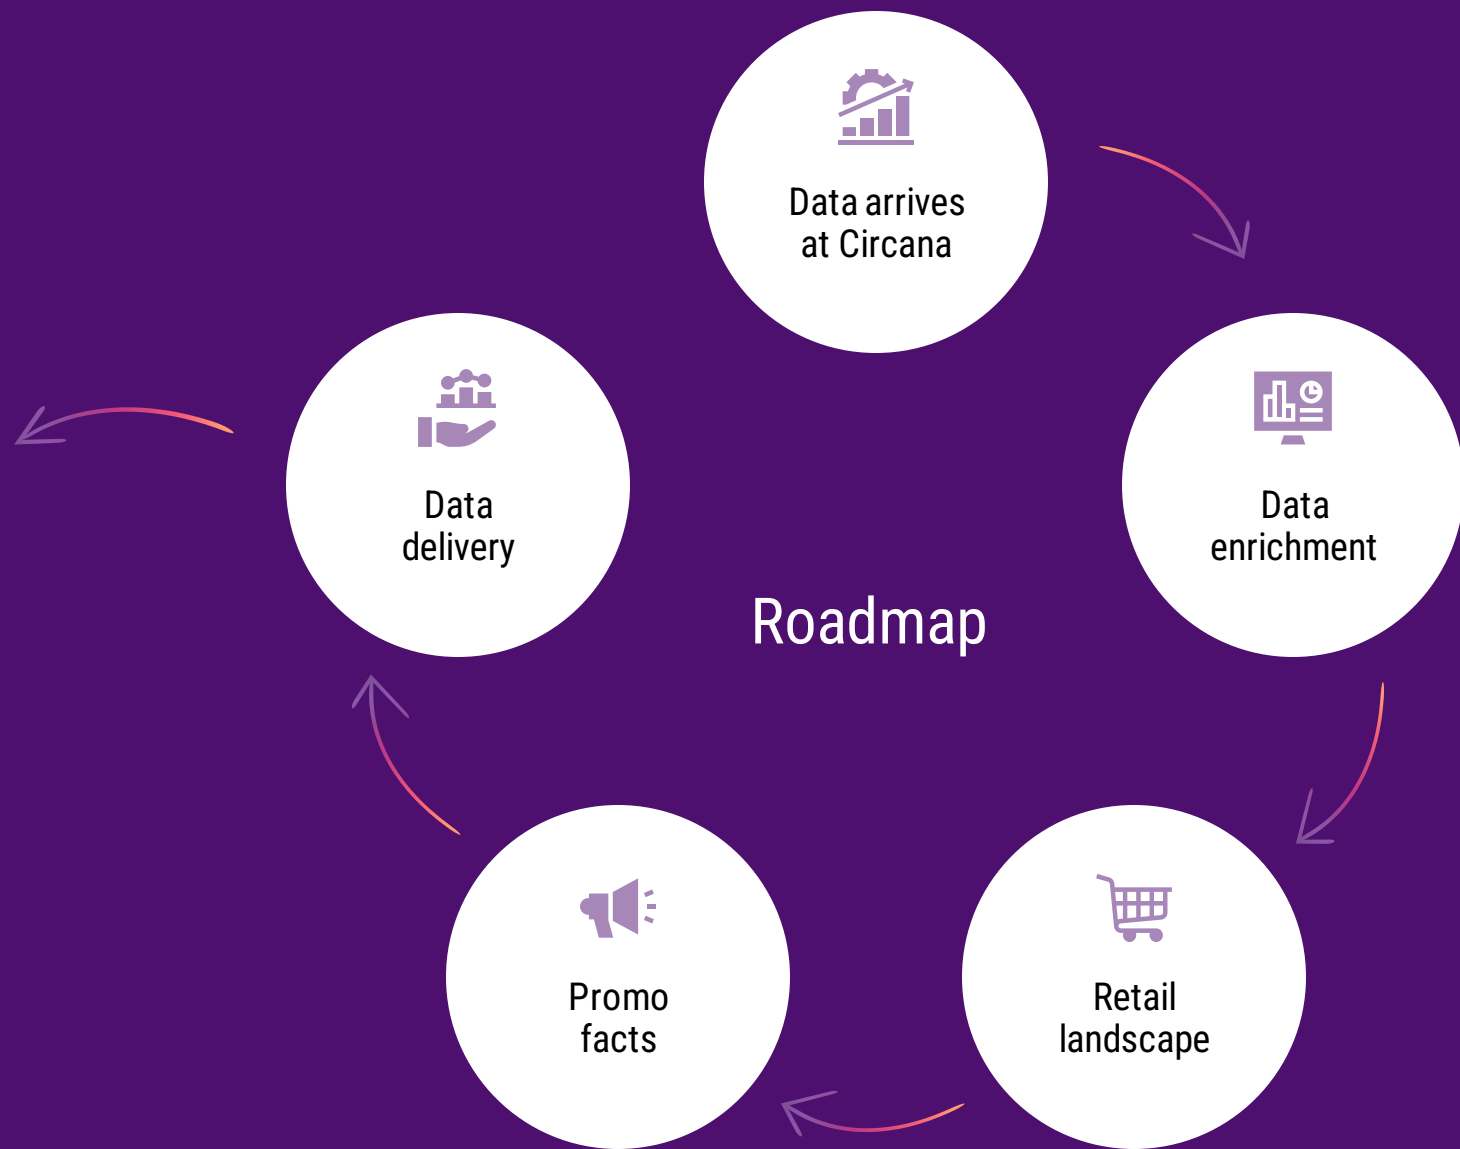 Data arrives
at Circana
Data
enrichment
Retail
landscape
Promo
facts
Data
delivery
Roadmap